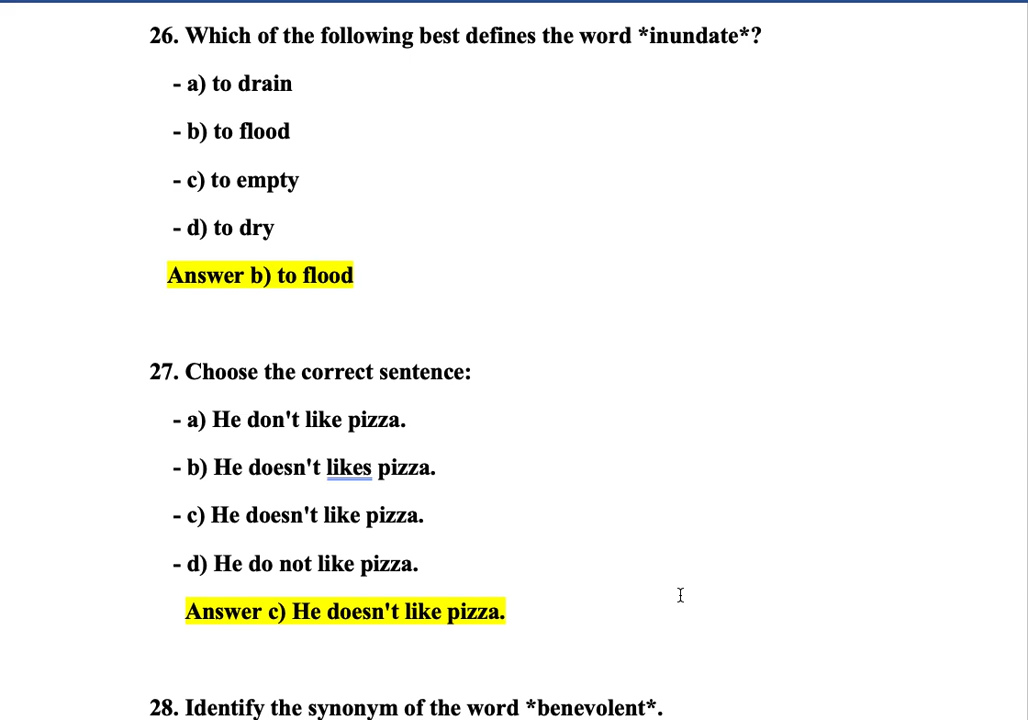 26. Which of the following best defines the word *inundate*?
- a) to drain
- b) to flood
- c) to empty
- d) to dry
Answer b) to flood
27. Choose the correct sentence:
- a) He don't like pizza.
- b) He doesn't likes pizza.
- c) He doesn't like pizza.
- d) He do not like pizza.
Answer c) He doesn't like pizza.
28. Identify the synonym of the word *benevolent*.